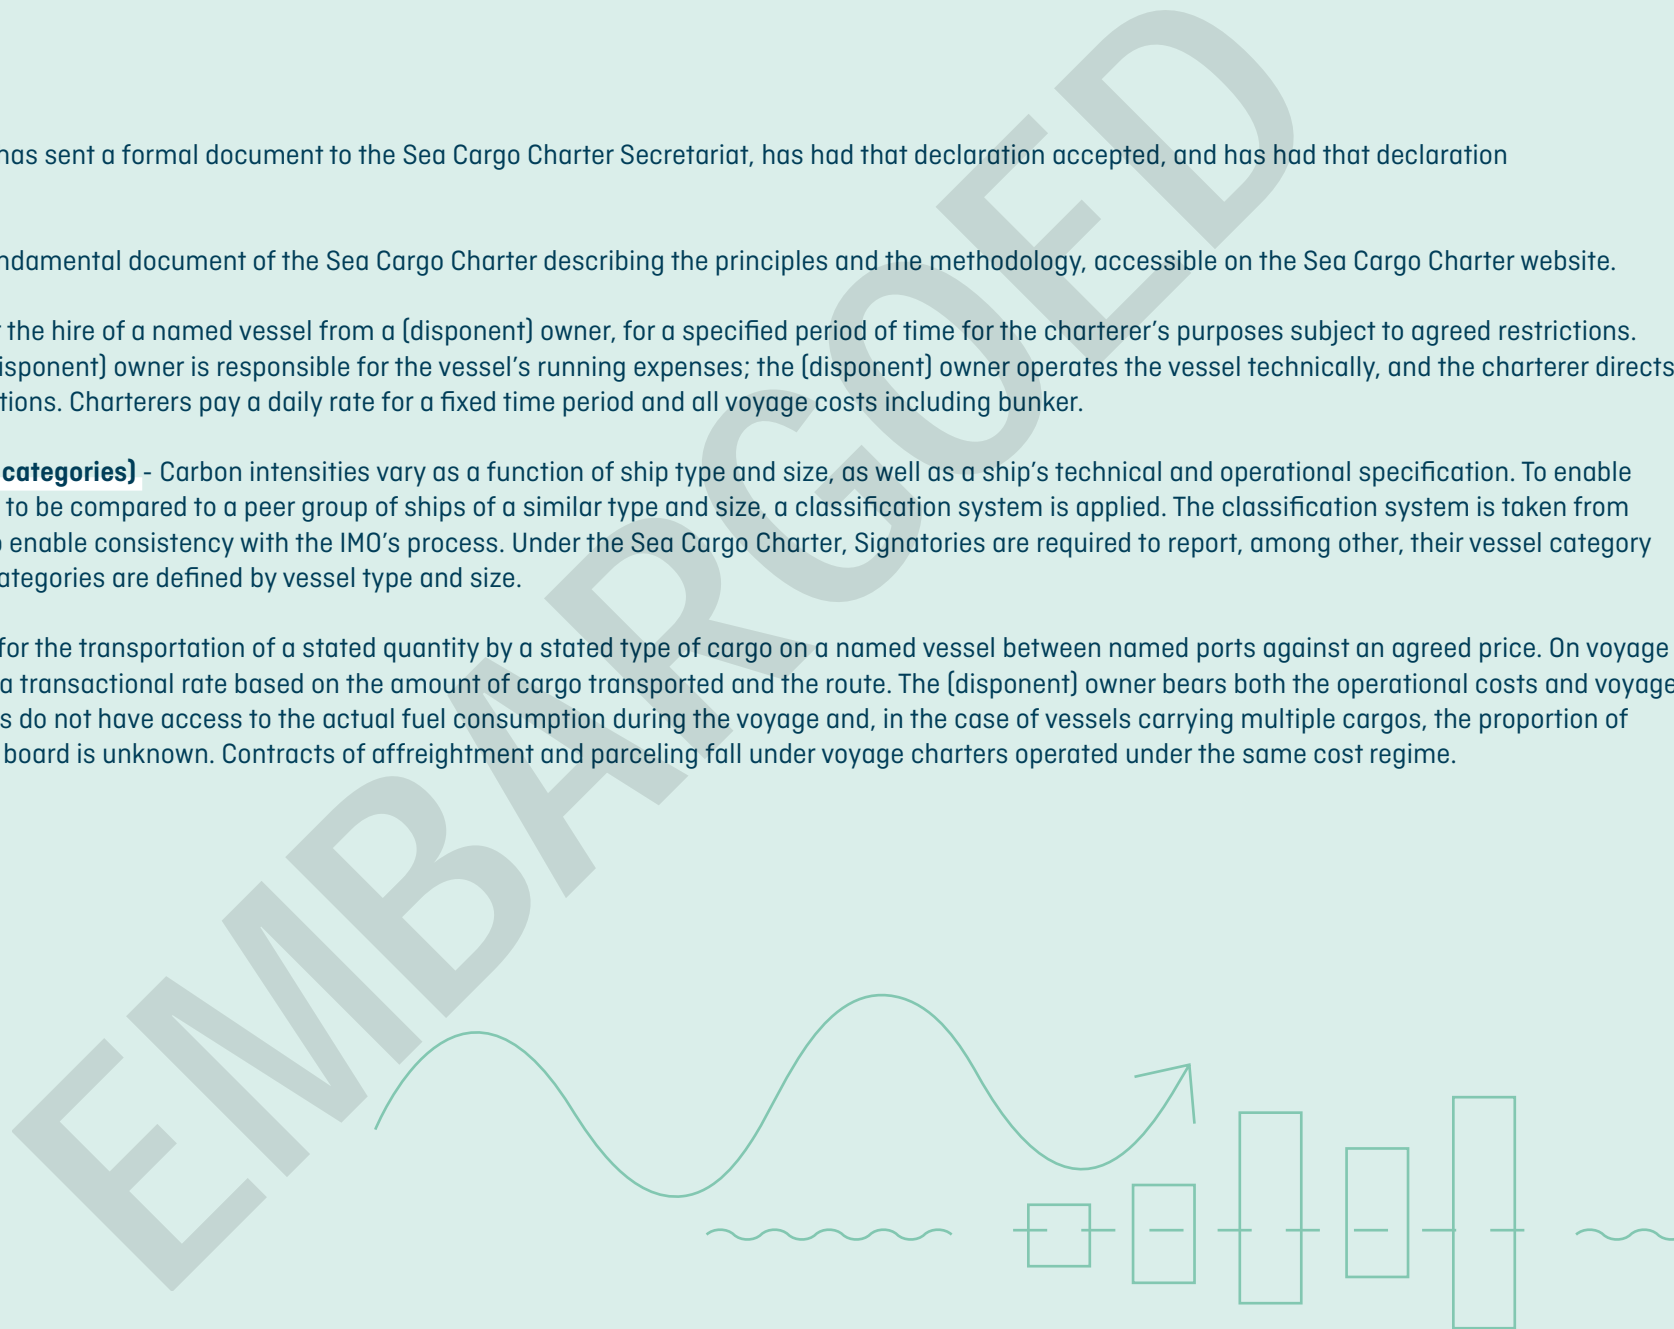 has sent a formal document to the Sea Cargo Charter Secretariat, has had that declaration accepted, and has had that declaration
ndamental document of the Sea Cargo Charter describing the principles and the methodology, accessible on the Sea Cargo Charter website.
the hire of a named vessel from a (disponent) owner, for a specified period of time for the charterer's purposes subject to agreed restrictions.
isponent) owner is responsible for the vessel's running expenses; the (disponent) owner operates the vessel technically, and the charterer directs
tions. Charterers pay a daily rate for a fixed time period and all voyage costs including bunker.
categories) - Carbon intensities vary as a function of ship type and size, as well as a ship's technical and operational specification. To enable
to be compared to a peer group of ships of a similar type and size, a classification system is applied. The classification system is taken from
enable consistency with the IMO's process. Under the Sea Cargo Charter, Signatories are required to report, among other, their vessel category
ategories are defined by vessel type and size.
for the transportation of a stated quantity by a stated type of cargo on a named vessel between named ports against an agreed price. On voyage
a transactional rate based on the amount of cargo transported and the route. The (disponent) owner bears both the operational costs and voyage
s do not have access to the actual fuel consumption during the voyage and, in the case of vessels carrying multiple cargos, the proportion of
board is unknown. Contracts of affreightment and parceling fall under voyage charters operated under the same cost regime.
EMBARGOED